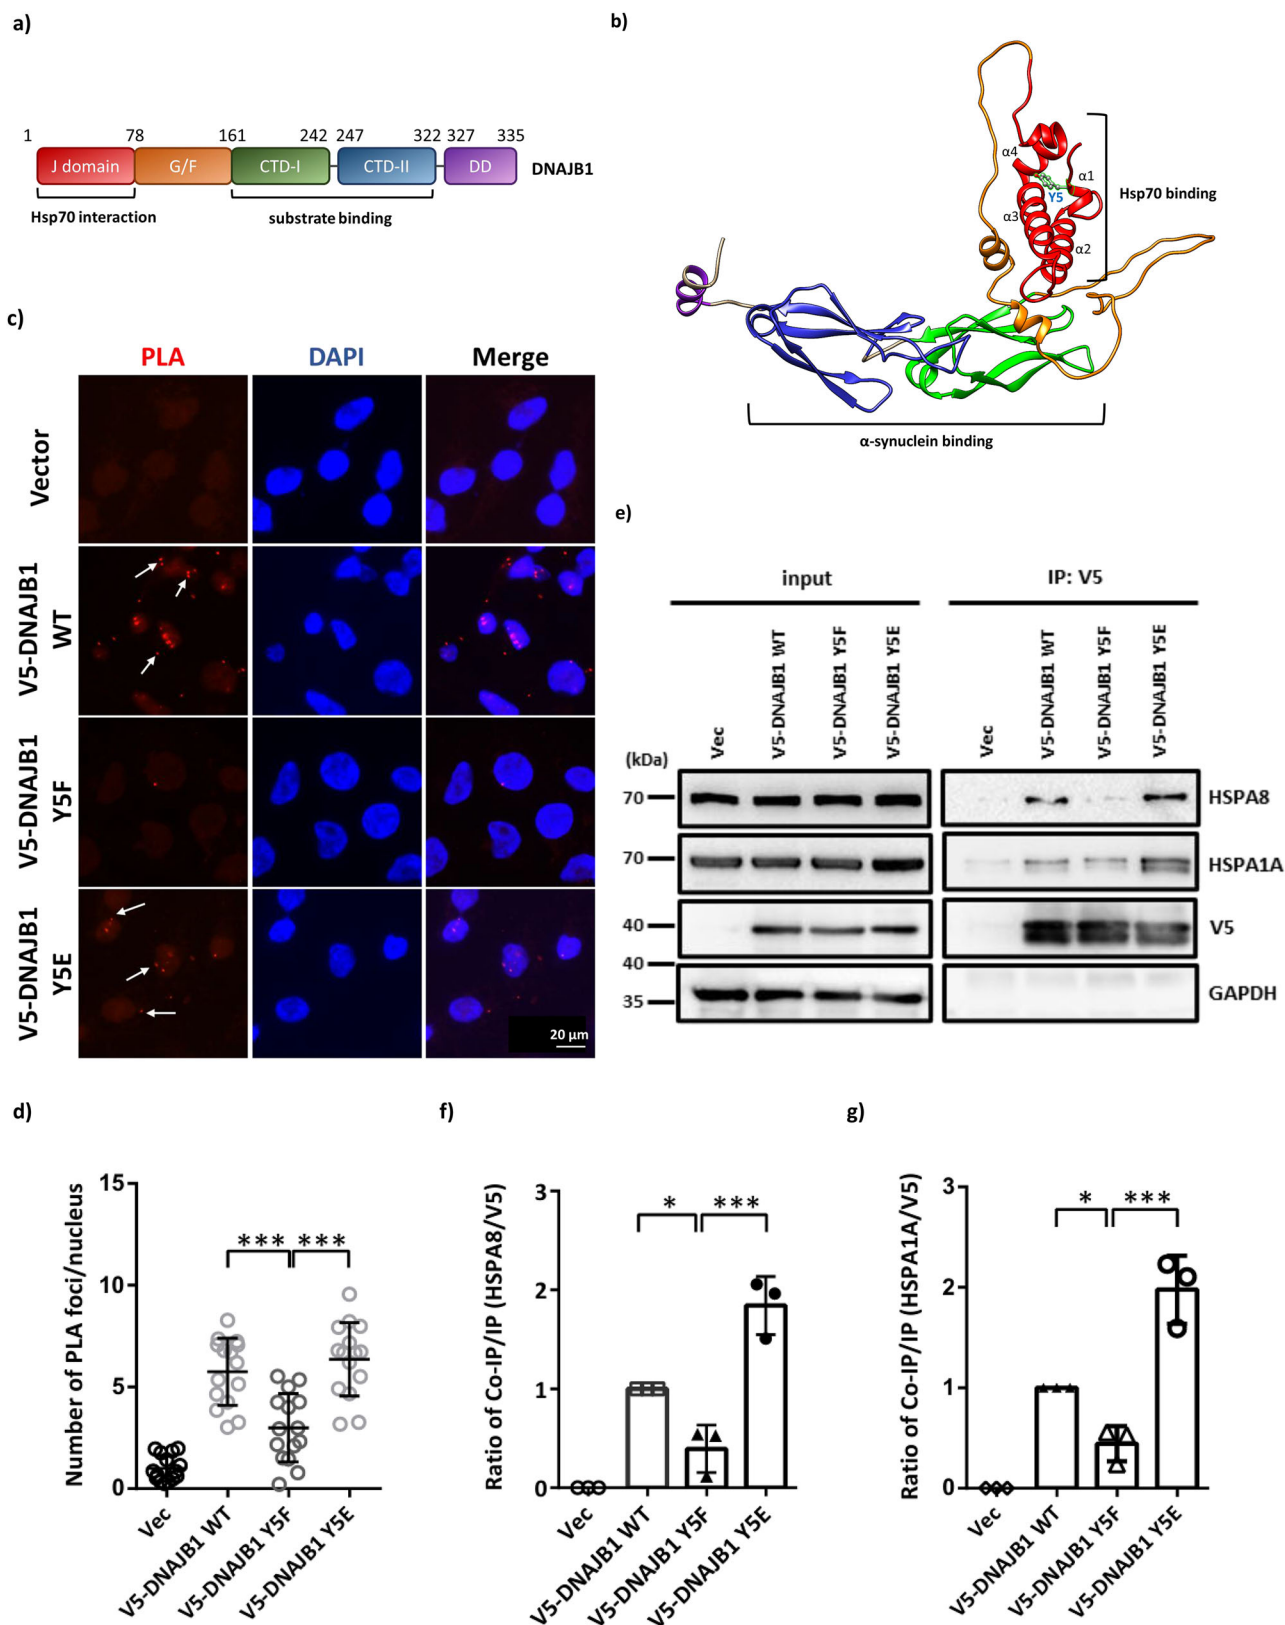 a)
1 78 161 242 247 322 327 335
J domain G/F CTD-I CTD-II DD DNAJB1
Hsp70 interaction substrate binding
b)
α4
α1
Y5
α3
α2
Hsp70 binding
α-synuclein binding
c)
PLA DAPI Merge
Vector
V5-DNAJB1
WT
V5-DNAJB1
Y5F
V5-DNAJB1
Y5E
20 µm
e)
input IP: V5
Vec V5-DNAJB1 WT V5-DNAJB1 Y5F V5-DNAJB1 Y5E Vec V5-DNAJB1 WT V5-DNAJB1 Y5F V5-DNAJB1 Y5E
(kDa)
70 HSPA8
70 HSPA1A
40 V5
40
35 GAPDH
d)
Number of PLA foci/nucleus
15
10
5
0
*** ***
Vec V5-DNAJB1 WT V5-DNAJB1 Y5F V5-DNAJB1 Y5E
f)
Ratio of Co-IP/IP (HSPA8/V5)
3
2
1
0
* ***
Vec V5-DNAJB1 WT V5-DNAJB1 Y5F V5-DNAJB1 Y5E
g)
Ratio of Co-IP/IP (HSPA1A/V5)
3
2
1
0
* ***
Vec V5-DNAJB1 WT V5-DNAJB1 Y5F V5-DNAJB1 Y5E